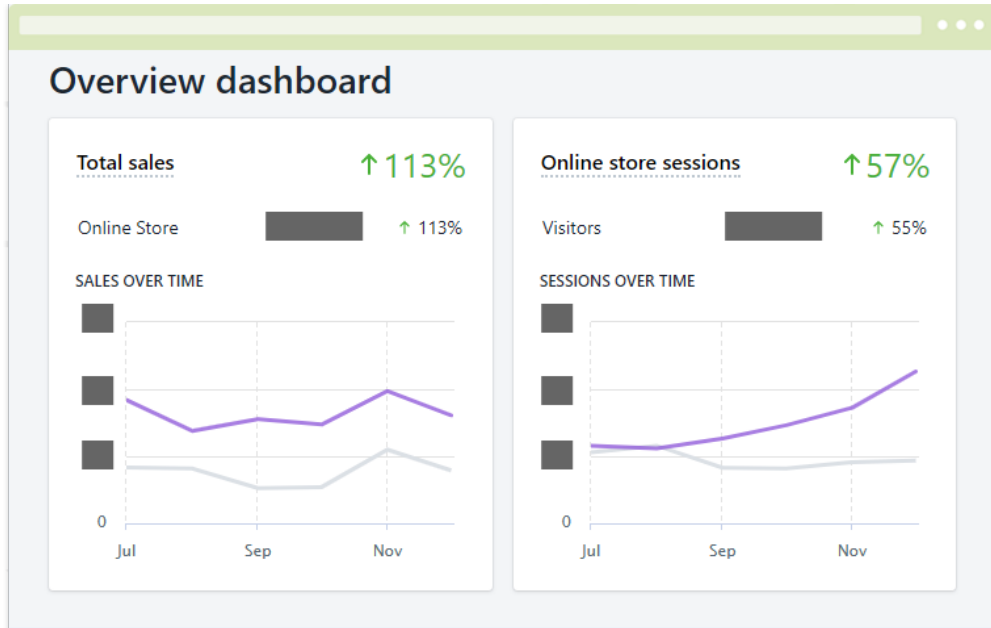 Overview dashboard
Total sales ↑113%
Online Store ↑ 113%
SALES OVER TIME
0
Jul Sep Nov
Online store sessions ↑57%
Visitors ↑ 55%
SESSIONS OVER TIME
0
Jul Sep Nov